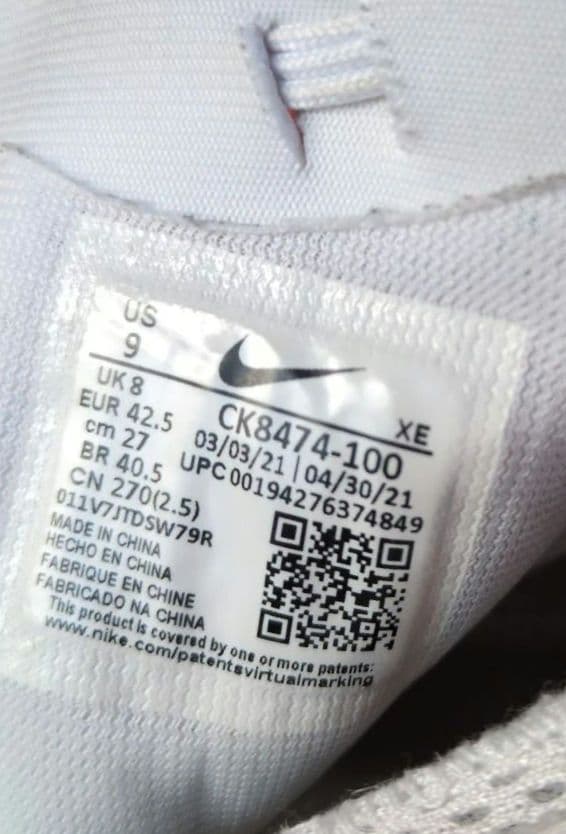 US
9
UK 8
EUR 42.5
cm 27
BR 40.5
CN 270(2.5)
011V7JTDSW79R
XE
CK8474-100
03/03/21 | 04/30/21
UPC 00194276374849
MADE IN CHINA
HECHO EN CHINA
FABRIQUE EN CHINE
FABRICADO NA CHINA
This product is covered by one or more patents:
www.nike.com/patentsvirtualmarking